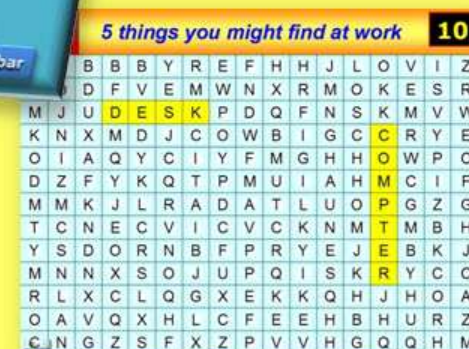 5 things you might find at work 10
bar
B B B Y R E F H H J L O V I Z
D F V E M W N X R M O K E S R
M J U D E S K P D Q F N S K M V
K N X M D J C O W B I G C C R Y E
O I A Q Y C I Y F M G H H O W P
D Z F Y K Q T P M U I A H M C I
M M K J L R A D A T L U O P G Z
T C N E C V I C V C K N M T M B
Y S D O R N B F P R Y E J E B K J
M N N X S O J U P Q I S K R Y C
R L X C L Q G X E K K Q H J H O A
O A V Q X H L C F E E H B H U R Z
C N G Z S F X Z P V V H G Q Q H